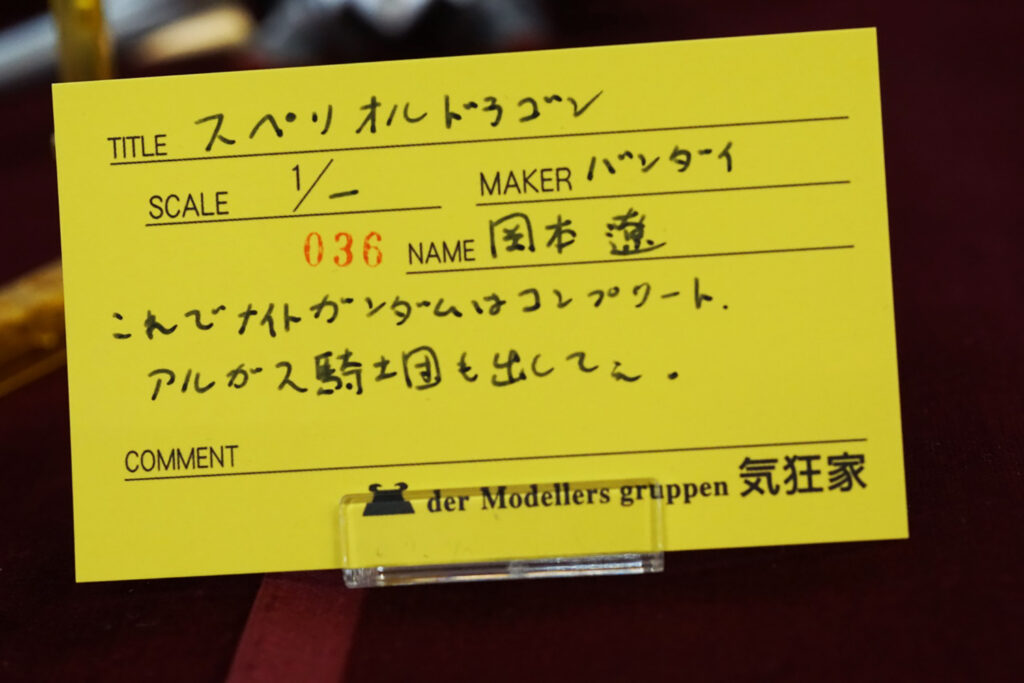 TITLE スペリオルドラゴン
SCALE 1/- MAKER バンダイ
036 NAME 岡本 遼
これでナイトガンダムはコンプリート.
アルガス騎士団も出してぇ.
COMMENT
der Modellers gruppen 気狂家